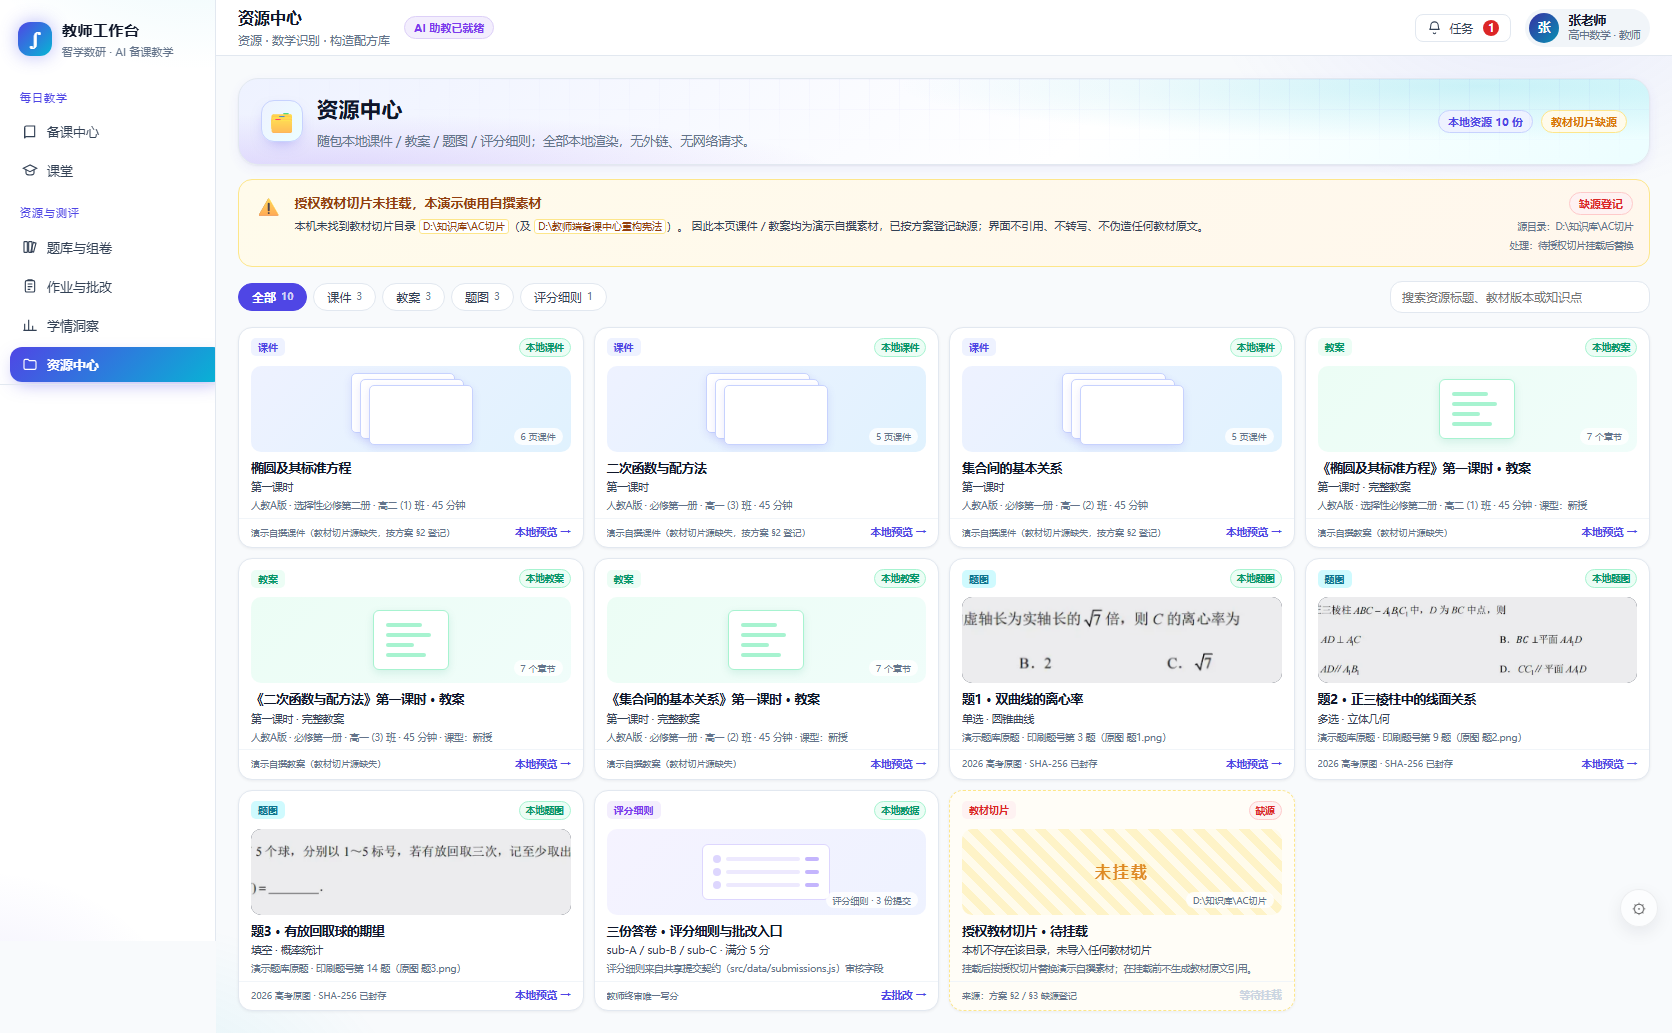 教师工作台
智学数研 · AI 备课教学
每日教学
备课中心
课堂
资源与测评
题库与组卷
作业与批改
学情洞察
资源中心
资源中心
资源 · 数学识别 · 构造配方库
AI 助教已就绪
任务 1
张
张老师
高中数学 · 教师
资源中心
随包本地课件 / 教案 / 题图 / 评分细则；全部本地渲染，无外链、无网络请求。
本地资源 10 份
教材切片缺源
授权教材切片未挂载，本演示使用自撰素材
本机未找到教材切片目录 D:\知识库\AC切片 （及 D:\教师端备课中心重构宪法 ）。因此本页课件 / 教案均为演示自撰素材，已按方案登记缺源；界面不引用、不转写、不伪造任何教材原文。
缺源登记
源目录：D:\知识库\AC切片
处理：待授权切片挂载后替换
全部 10
课件 3
教案 3
题图 3
评分细则 1
搜索资源标题、教材版本或知识点
课件
本地课件
6 页课件
椭圆及其标准方程
第一课时
人教A版 · 选择性必修第二册 · 高二 (1) 班 · 45 分钟
演示自撰课件（教材切片源缺失，按方案 §2 登记）
本地预览 →
课件
本地课件
5 页课件
二次函数与配方法
第一课时
人教A版 · 必修第一册 · 高一 (3) 班 · 45 分钟
演示自撰课件（教材切片源缺失，按方案 §2 登记）
本地预览 →
课件
本地课件
5 页课件
集合间的基本关系
第一课时
人教A版 · 必修第一册 · 高一 (2) 班 · 45 分钟
演示自撰课件（教材切片源缺失，按方案 §2 登记）
本地预览 →
教案
本地教案
7 个章节
《椭圆及其标准方程》第一课时 • 教案
第一课时 · 完整教案
人教A版 · 选择性必修第二册 · 高二 (1) 班 · 45 分钟 · 课型：新授
演示自撰教案（教材切片源缺失）
本地预览 →
教案
本地教案
7 个章节
《二次函数与配方法》第一课时 • 教案
第一课时 · 完整教案
人教A版 · 必修第一册 · 高一 (3) 班 · 45 分钟 · 课型：新授
演示自撰教案（教材切片源缺失）
本地预览 →
教案
本地教案
7 个章节
《集合间的基本关系》第一课时 • 教案
第一课时 · 完整教案
人教A版 · 必修第一册 · 高一 (2) 班 · 45 分钟 · 课型：新授
演示自撰教案（教材切片源缺失）
本地预览 →
题图
本地题图
虚轴长为实轴长的 √7 倍，则 C 的离心率为
B. 2
C. √7
题1 • 双曲线的离心率
单选 · 圆锥曲线
演示题库原题 · 印刷题号第 3 题（原图 题1.png）
2026 高考原图 · SHA-256 已封存
本地预览 →
题图
本地题图
三棱柱 ABC − A₁B₁C₁ 中，D 为 BC 中点，则
AD ⊥ A₁C
B. BC ⊥ 平面 AA₁D
AD // A₁B₁
D. CC₁ // 平面 AA₁D
题2 • 正三棱柱中的线面关系
多选 · 立体几何
演示题库原题 · 印刷题号第 9 题（原图 题2.png）
2026 高考原图 · SHA-256 已封存
本地预览 →
题图
本地题图
5 个球，分别以 1～5 标号，若有放回取三次，记至少取出
)=________.
题3 • 有放回取球的期望
填空 · 概率统计
演示题库原题 · 印刷题号第 14 题（原图 题3.png）
2026 高考原图 · SHA-256 已封存
本地预览 →
评分细则
本地数据
评分细则 · 3 份提交
三份答卷 • 评分细则与批改入口
sub-A / sub-B / sub-C · 满分 5 分
评分细则来自共享提交契约（src/data/submissions.js）审核字段
教师终审唯一写分
去批改 →
教材切片
缺源
未挂载
D:\知识库\AC切片
授权教材切片 • 待挂载
本机不存在该目录，未导入任何教材切片
挂载后按授权切片替换演示自撰素材；在挂载前不生成教材原文引用。
来源：方案 §2 / §3 缺源登记
等待挂载